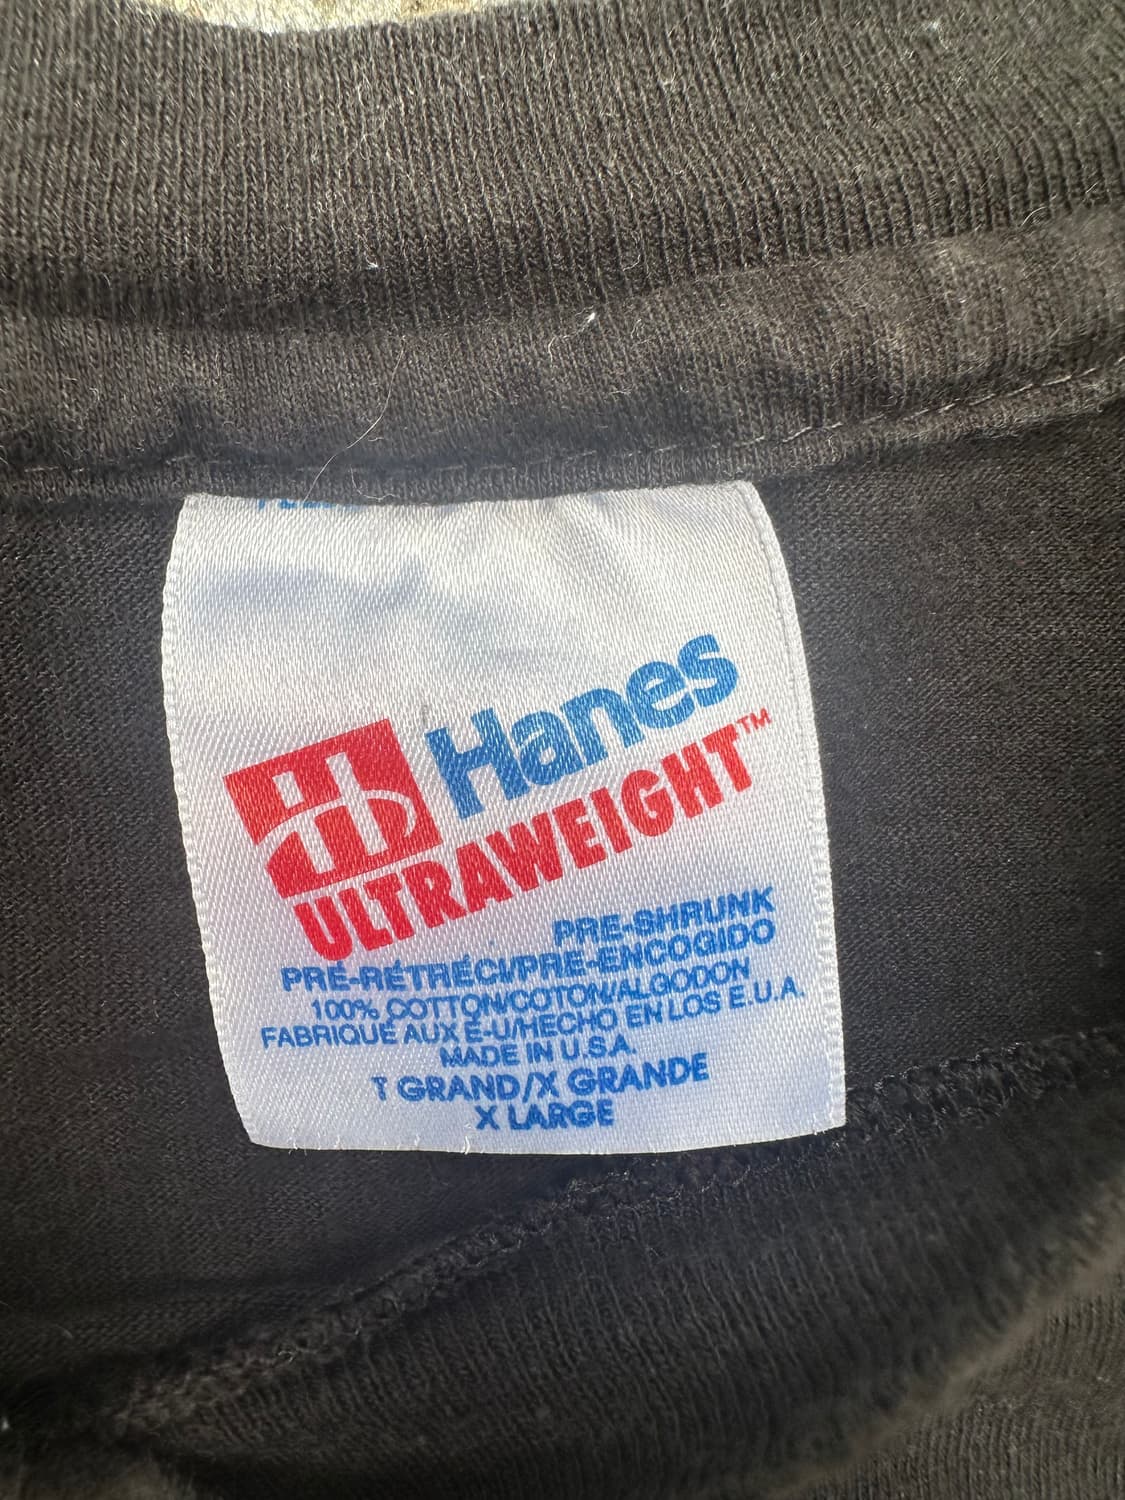 Hanes
ULTRAWEIGHT™
PRE-SHRUNK
PRÉ-RÉTRÉCI/PRE-ENCOGIDO
100% COTTON/COTON/ALGODON
FABRIQUÉ AUX É-U/HECHO EN LOS E.U.A.
MADE IN U.S.A.
T GRAND/X GRANDE
X LARGE